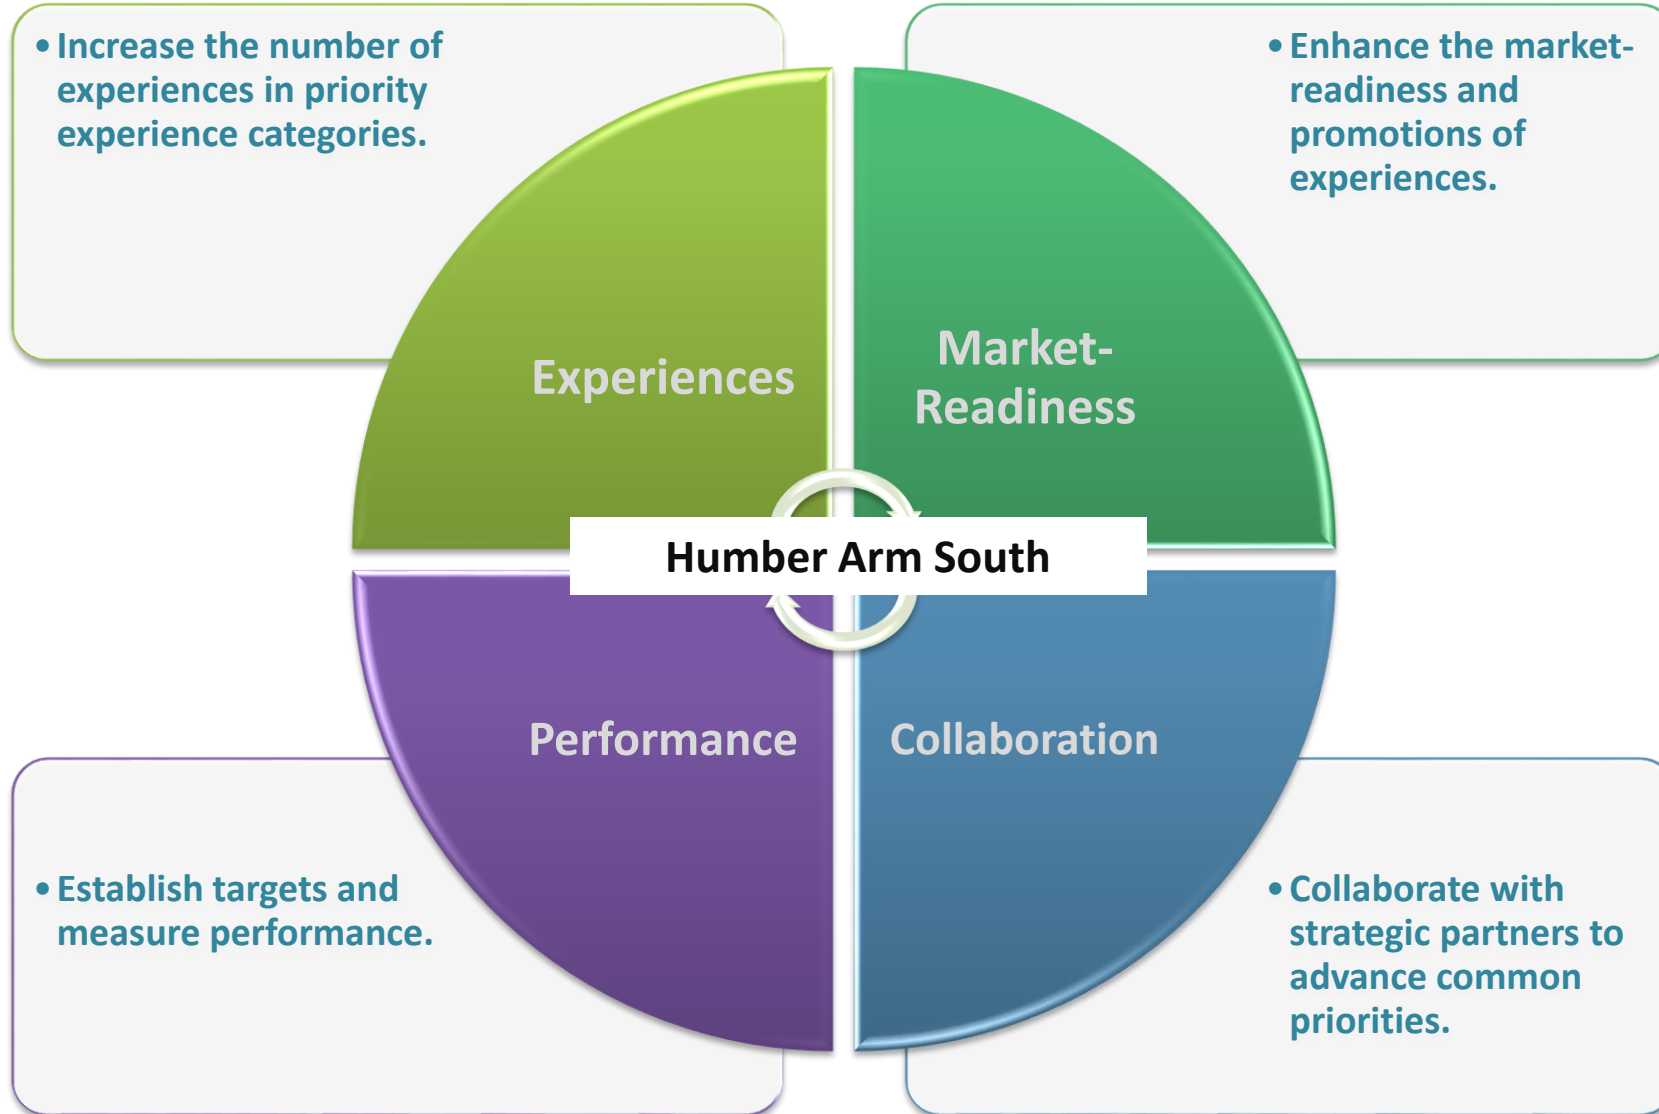 • Increase the number of
experiences in priority
experience categories.
• Enhance the market-
readiness and
promotions of
experiences.
Experiences
Market-
Readiness
Humber Arm South
Performance
Collaboration
• Establish targets and
measure performance.
• Collaborate with
strategic partners to
advance common
priorities.